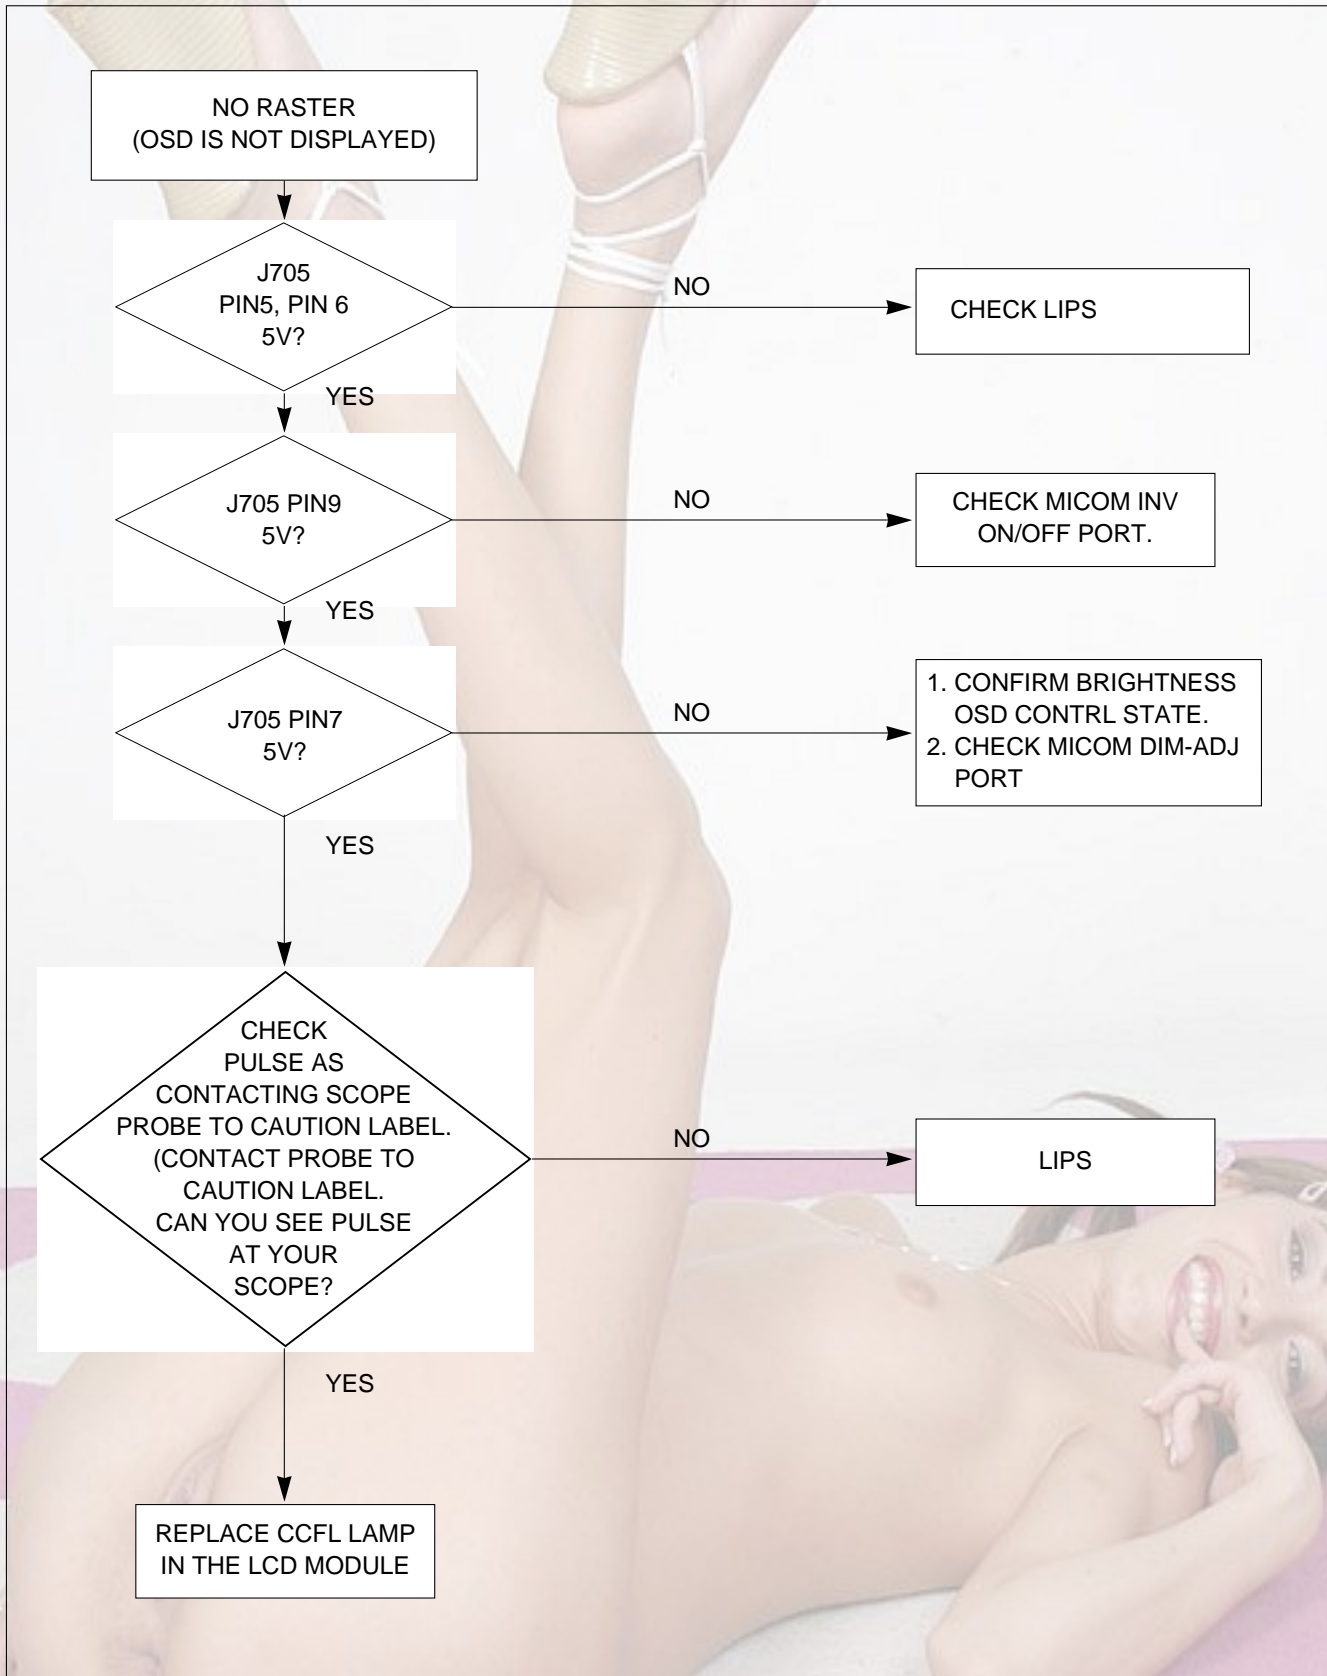 NO RASTER
(OSD IS NOT DISPLAYED)
J705
PIN5, PIN 6
5V?
NO
CHECK LIPS
YES
J705 PIN9
5V?
NO
CHECK MICOM INV
ON/OFF PORT.
YES
J705 PIN7
5V?
NO
1. CONFIRM BRIGHTNESS
OSD CONTRL STATE.
2. CHECK MICOM DIM-ADJ
PORT
YES
CHECK
PULSE AS
CONTACTING SCOPE
PROBE TO CAUTION LABEL.
(CONTACT PROBE TO
CAUTION LABEL.
CAN YOU SEE PULSE
AT YOUR
SCOPE?
NO
LIPS
YES
REPLACE CCFL LAMP
IN THE LCD MODULE